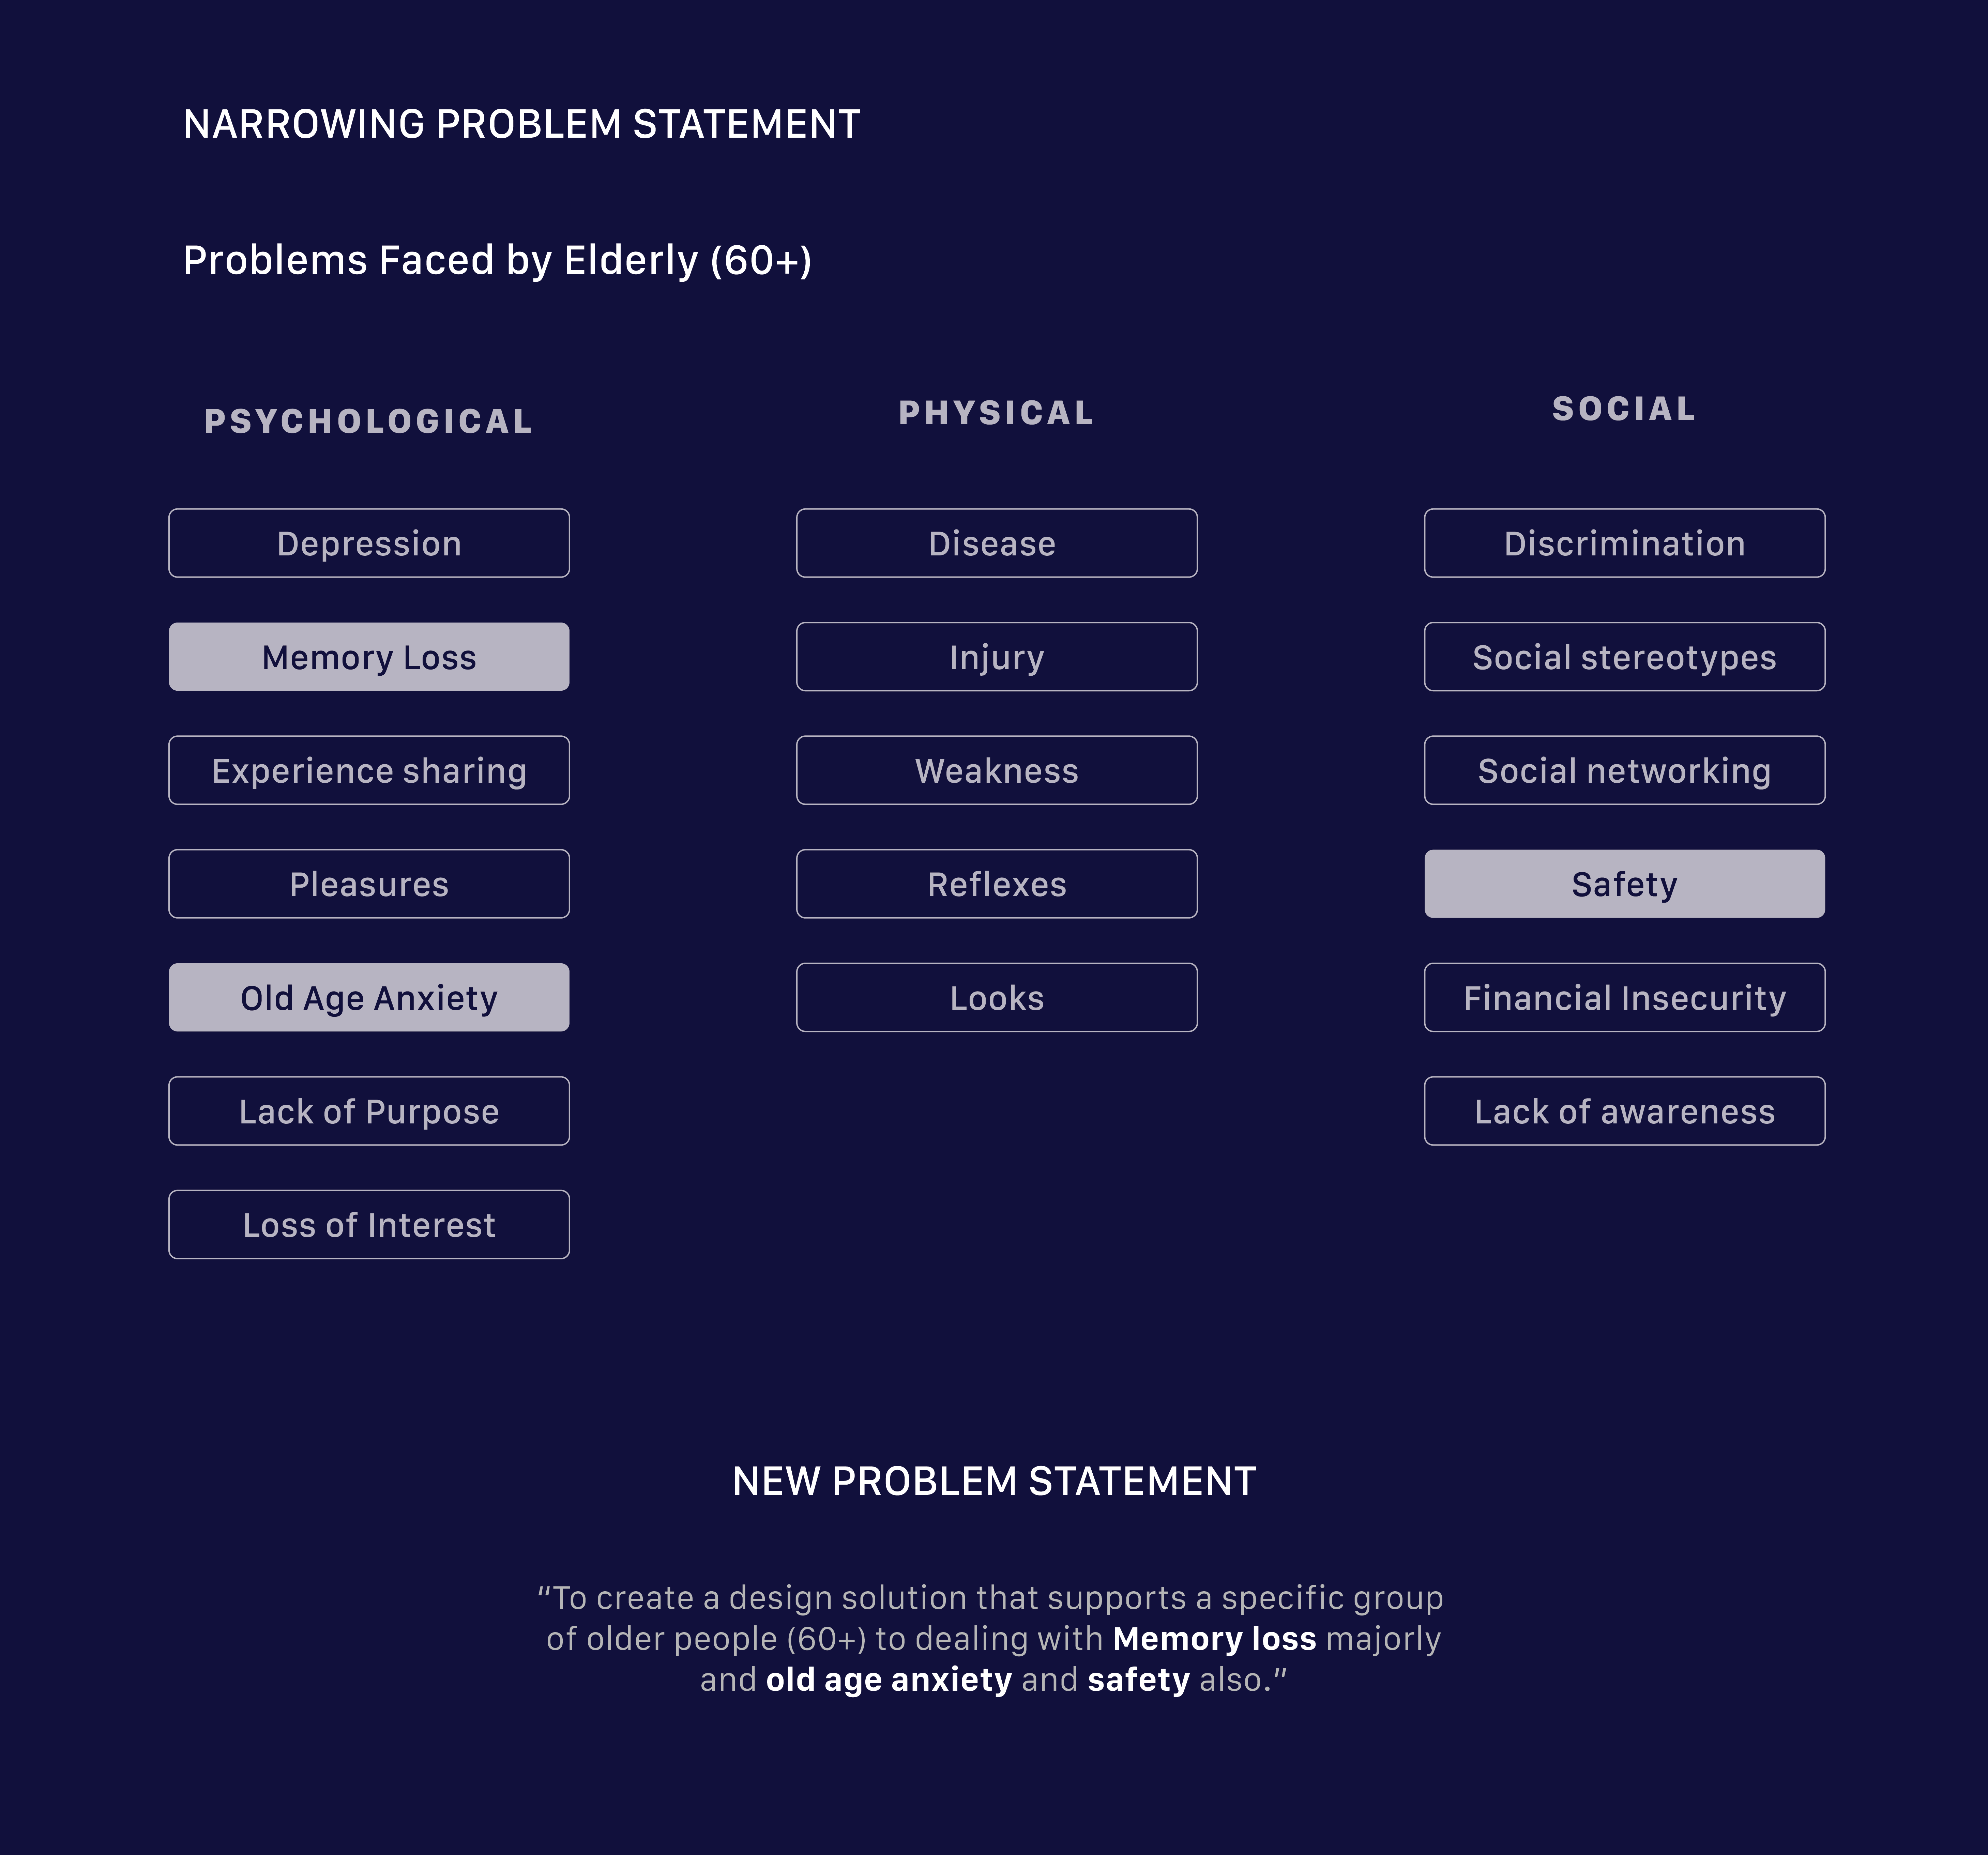 NARROWING PROBLEM STATEMENT
Problems Faced by Elderly (60+)
PSYCHOLOGICAL
Depression
Memory Loss
Experience sharing
Pleasures
Old Age Anxiety
Lack of Purpose
Loss of Interest
PHYSICAL
Disease
Injury
Weakness
Reflexes
Looks
SOCIAL
Discrimination
Social stereotypes
Social networking
Safety
Financial Insecurity
Lack of awareness
NEW PROBLEM STATEMENT
“To create a design solution that supports a specific group
of older people (60+) to dealing with Memory loss majorly
and old age anxiety and safety also.”